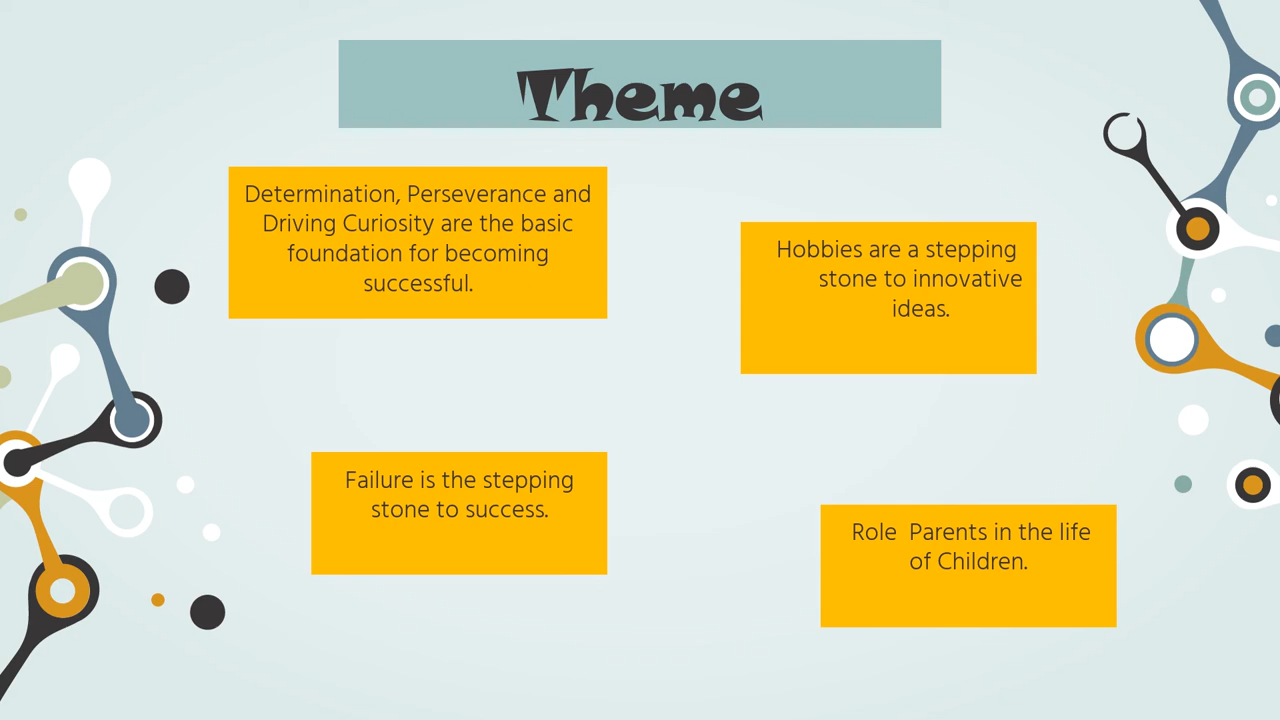 Theme
Determination, Perseverance and
Driving Curiosity are the basic
foundation for becoming
successful.
Hobbies are a stepping
stone to innovative
ideas.
Failure is the stepping
stone to success.
Role  Parents in the life
of Children.